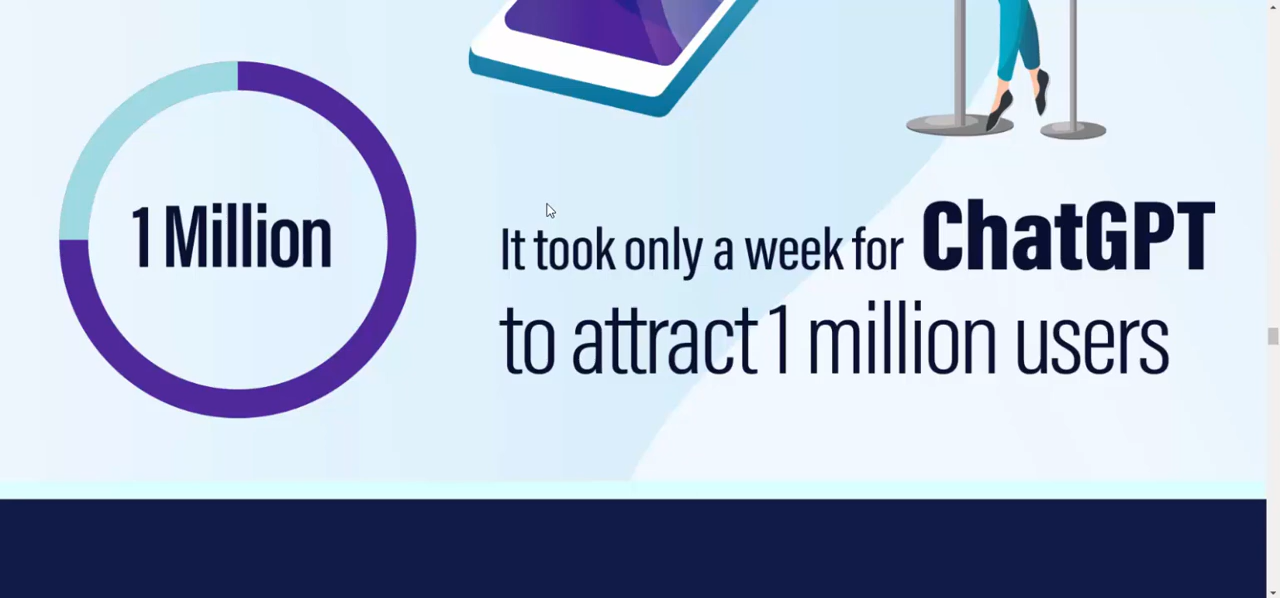 1 Million
It took only a week for ChatGPT
to attract 1 million users